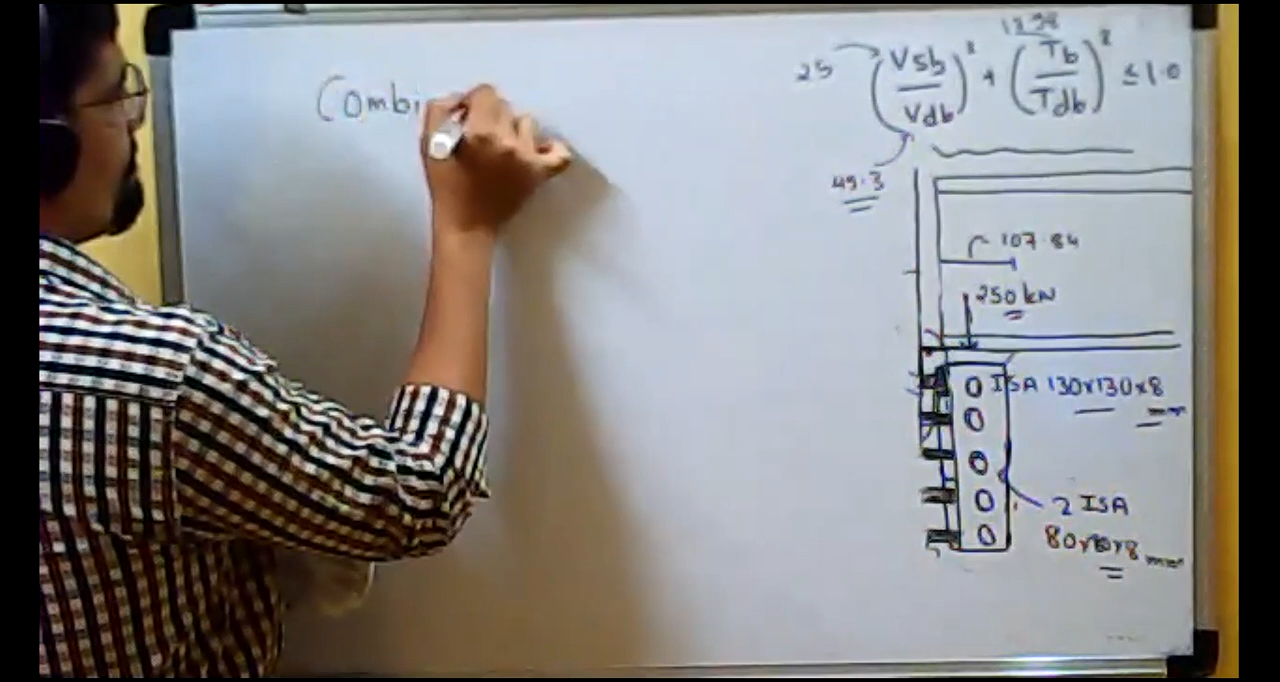 Combi
25 (Vsb/Vdb)² + (Tb/Tdb)² ≤ 1.0
49.3
107.84
250 kN
ISA 130x130x8
mm
2 ISA
80x80x8 mm